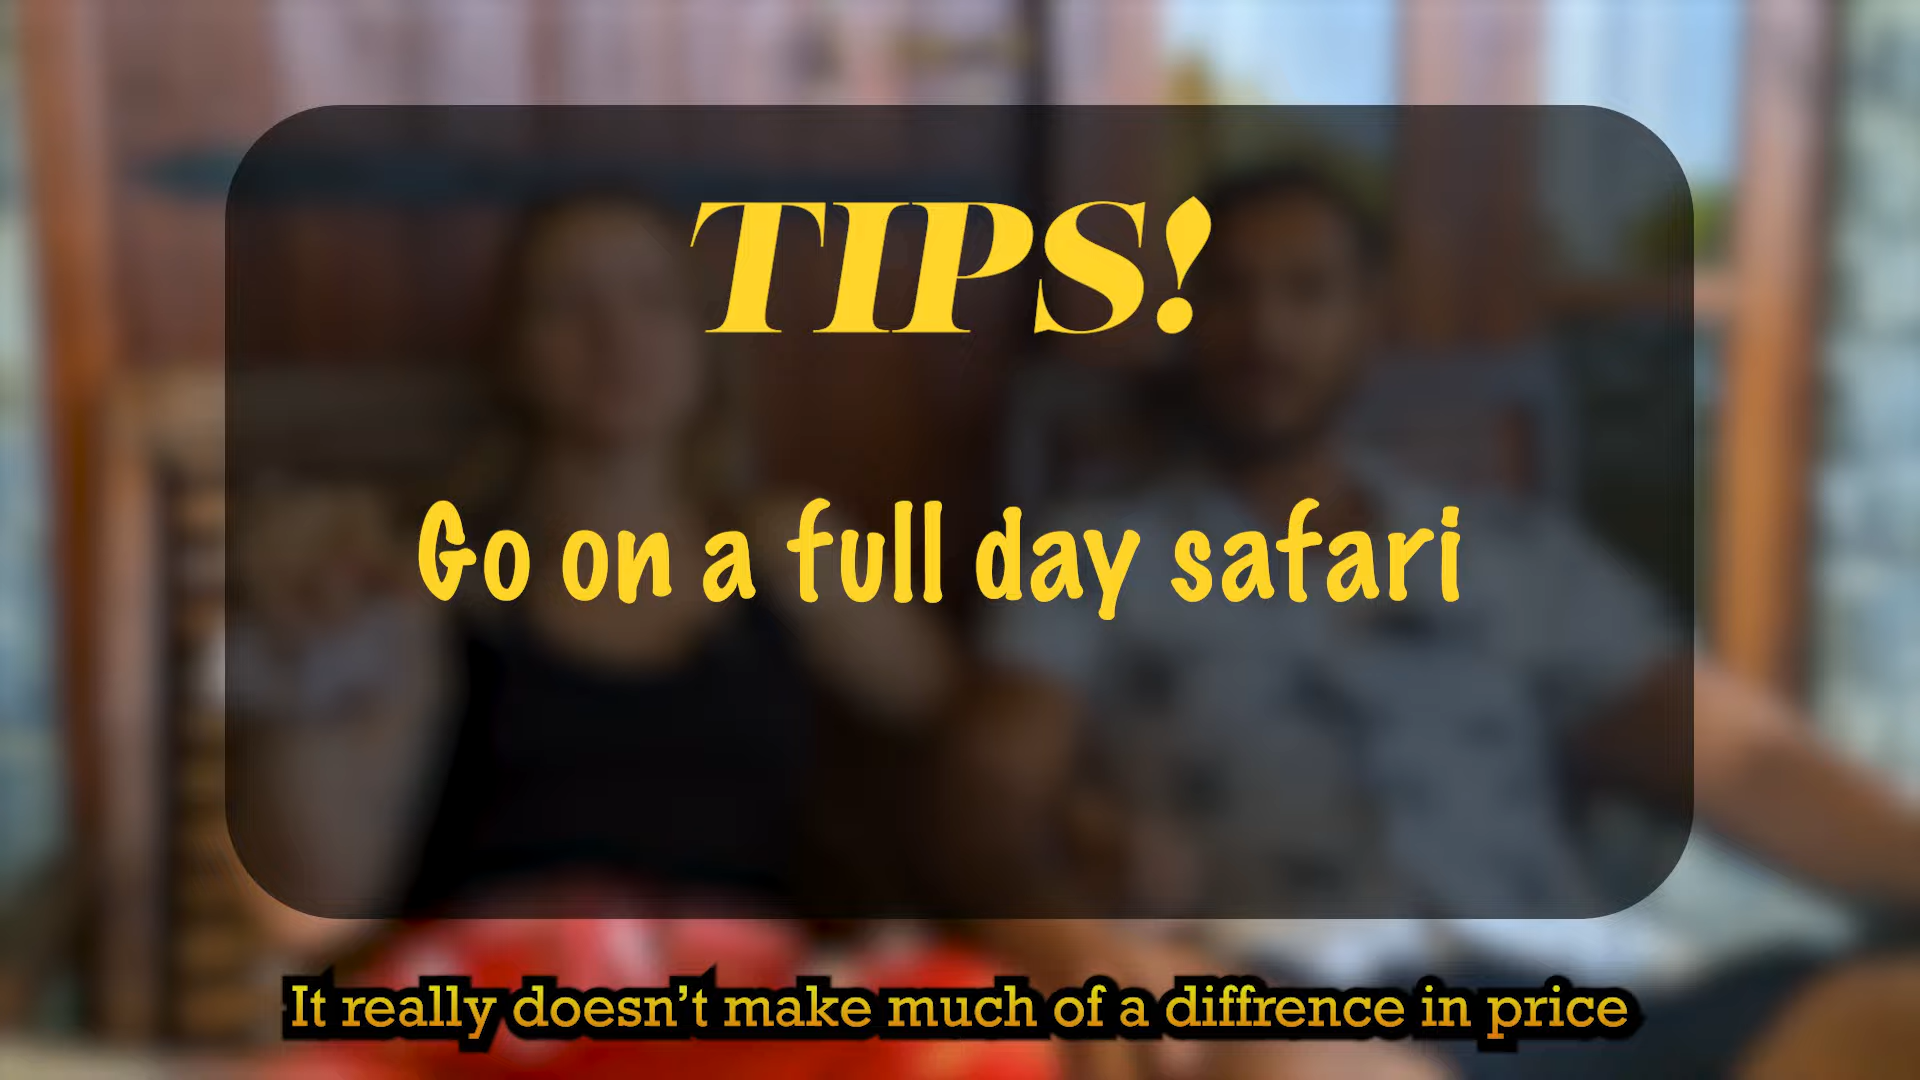 TIPS!
Go on a full day safari
It really doesn’t make much of a diffrence in price